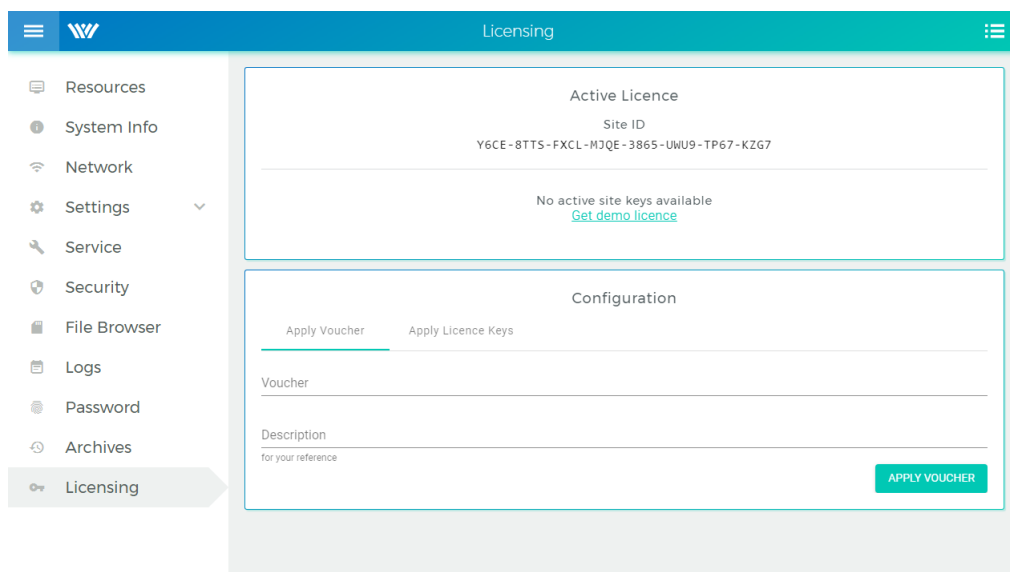 Licensing
Resources
System Info
Network
Settings
Service
Security
File Browser
Logs
Password
Archives
Licensing
Active Licence
Site ID
Y6CE-8TTS-FXCL-MJQE-3865-UWU9-TP67-KZG7
No active site keys available
Get demo licence
Configuration
Apply Voucher Apply Licence Keys
Voucher
Description
for your reference
APPLY VOUCHER